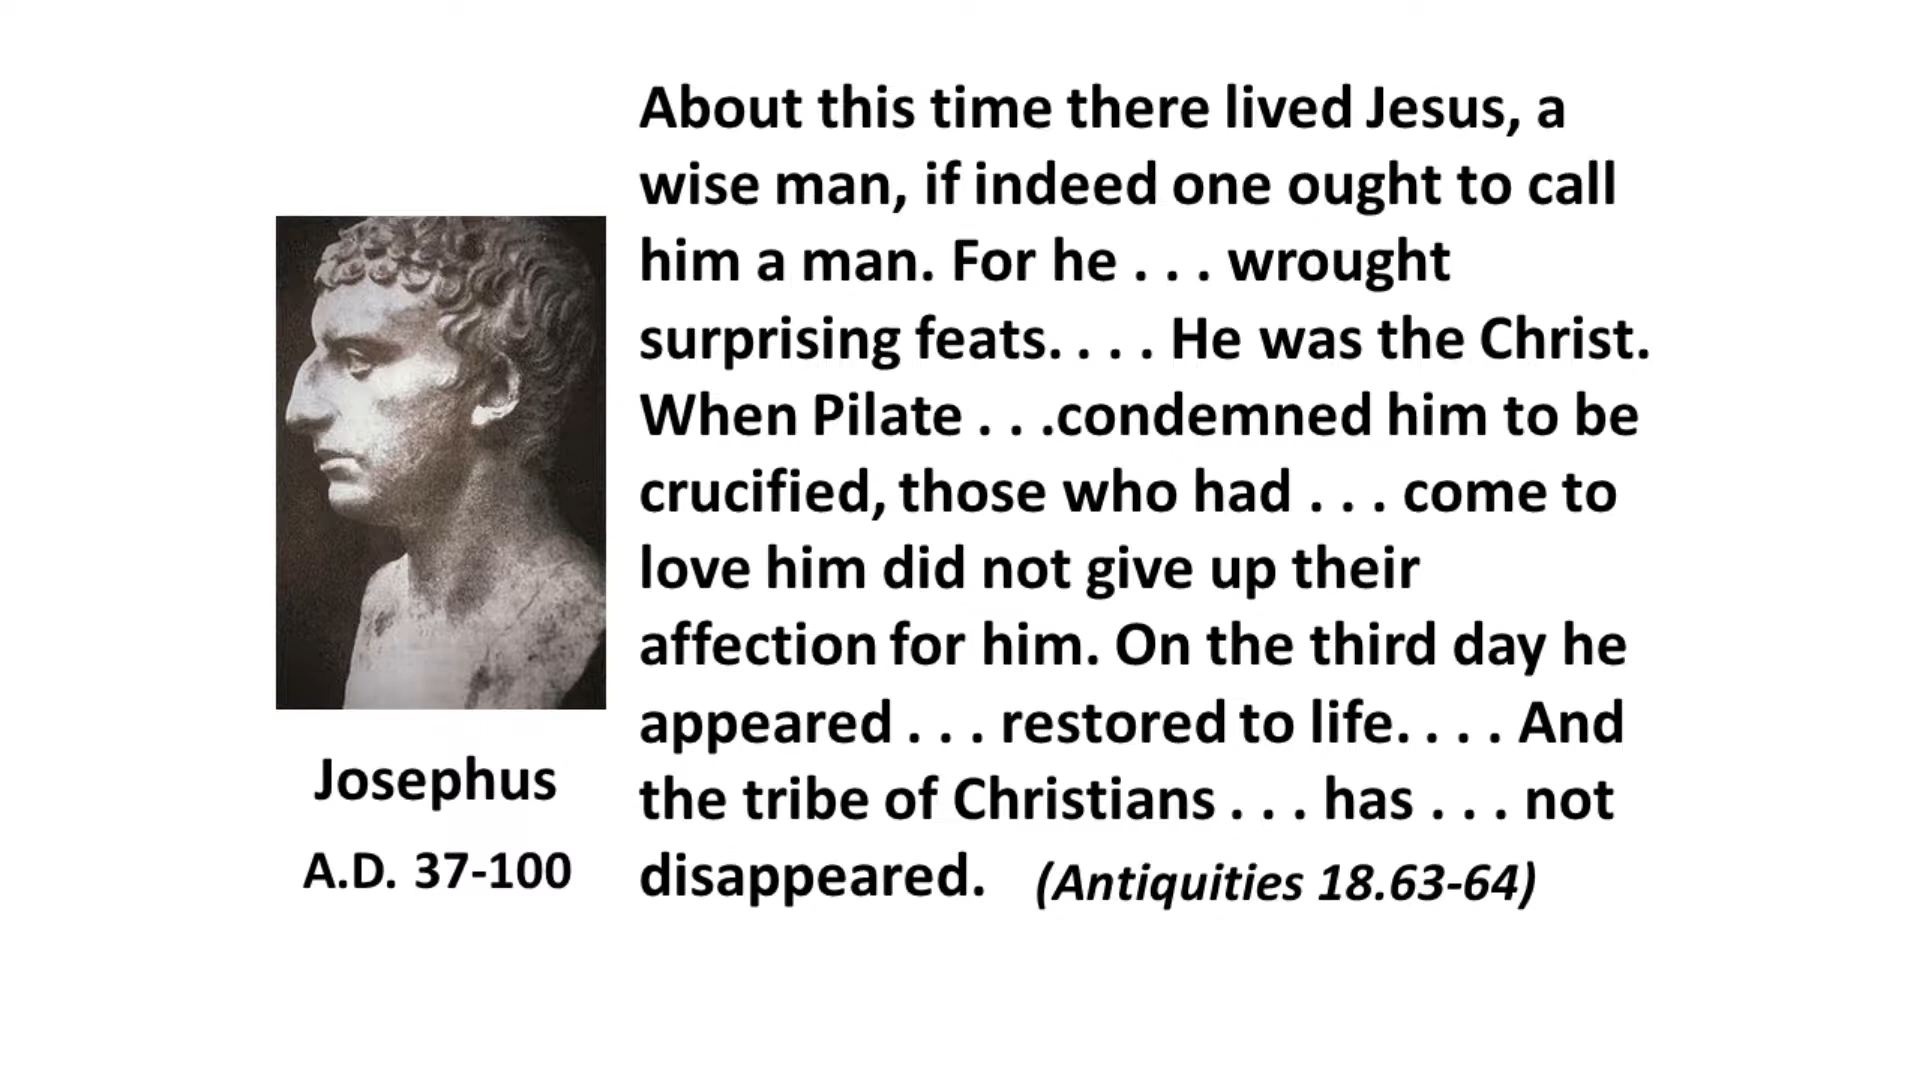 About this time there lived Jesus, a
wise man, if indeed one ought to call
him a man. For he . . . wrought
surprising feats. . . . He was the Christ.
When Pilate . . .condemned him to be
crucified, those who had . . . come to
love him did not give up their
affection for him. On the third day he
appeared . . . restored to life. . . . And
the tribe of Christians . . . has . . . not
disappeared. (Antiquities 18.63-64)
Josephus
A.D. 37-100